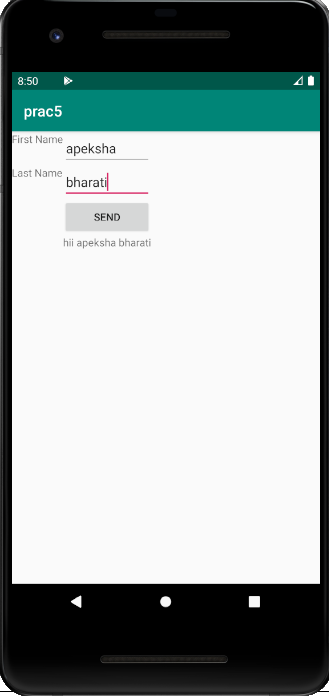 8:50
prac5
First Name apeksha
Last Name bharati
SEND
hii apeksha bharati